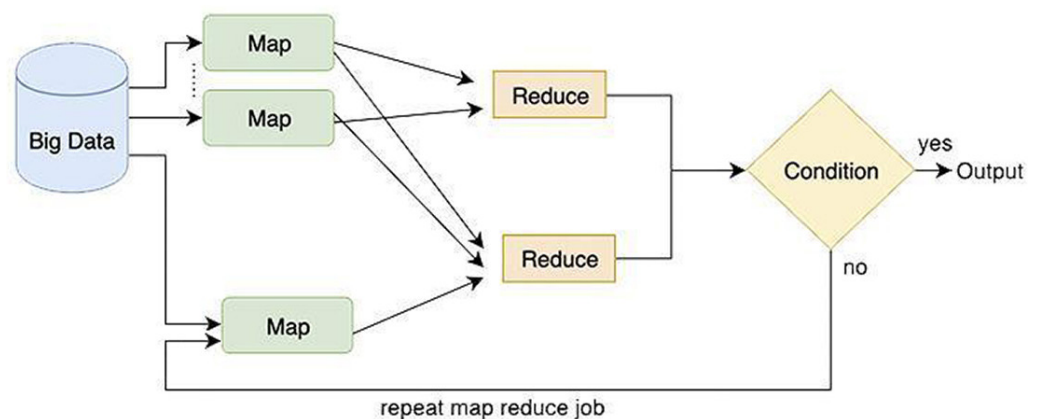 Map
Reduce
Map
Big Data
yes
Condition
Output
Reduce
no
Map
repeat map reduce job